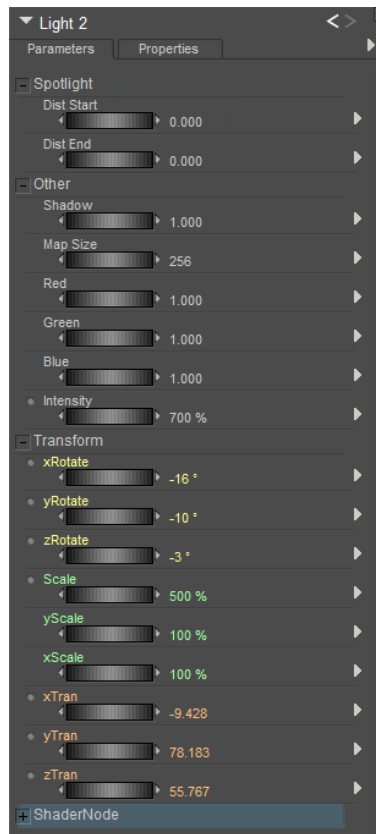 Light 2
Parameters Properties
Spotlight
Dist Start
0.000
Dist End
0.000
Other
Shadow
1.000
Map Size
256
Red
1.000
Green
1.000
Blue
1.000
Intensity
700 %
Transform
xRotate
-16 °
yRotate
-10 °
zRotate
-3 °
Scale
500 %
yScale
100 %
xScale
100 %
xTran
-9.428
yTran
78.183
zTran
55.767
ShaderNode